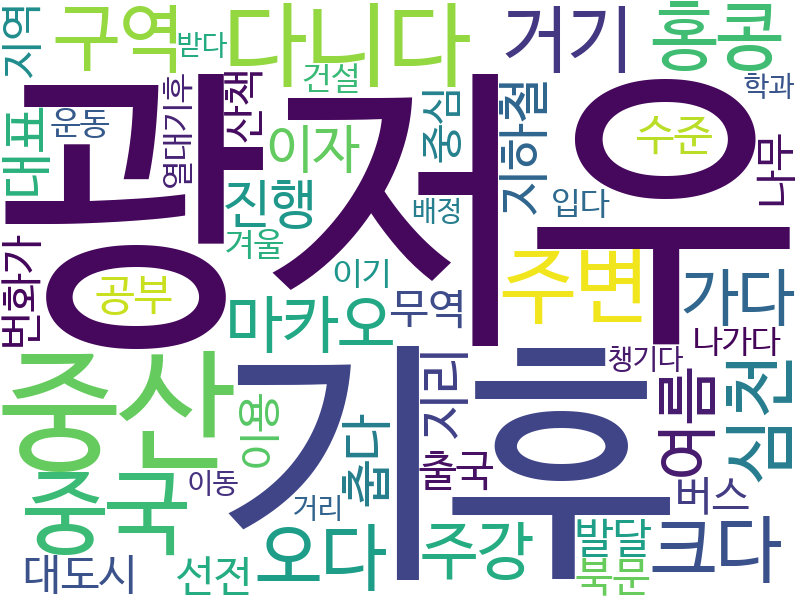 지역
구역
받다
다니다
거기
홍콩
건설
학과
대표
운동
열대기후
산책
이자
중심
지하철
수준
나무
광저우
진행
배정
입다
번화가
겨울
공부
이기
마카오
무역
주변
가다
나가다
챙기다
중산
기후
지리
여름
심천
이용
춥다
중국
이동
출국
버스
거리
대도시
선전
오다
주강
발달
북문
크다